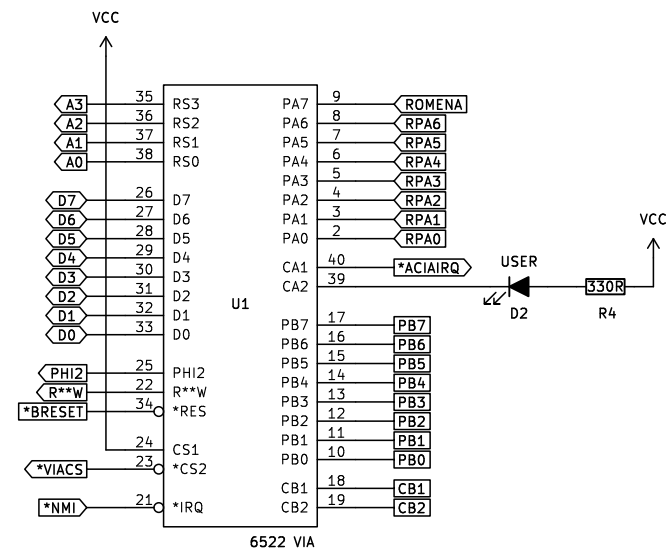 VCC
A3 35 RS3 PA7 9 ROMENA
A2 36 RS2 PA6 8 RPA6
A1 37 RS1 PA5 7 RPA5
A0 38 RS0 PA4 6 RPA4
PA3 5 RPA3
D7 26 D7 PA2 4 RPA2
D6 27 D6 PA1 3 RPA1
D5 28 D5 PA0 2 RPA0
VCC
D4 29 D4
CA1 40 *ACIAIRQ
USER
D3 30 D3
CA2 39
330R
D2 31 D2
U1
D2
R4
D1 32 D1
D0 33 D0
PB7 17 PB7
PB6 16 PB6
PB5 15 PB5
PHI2 25 PHI2
PB4 14 PB4
R**W 22 R**W
PB3 13 PB3
*BRESET 34 *RES
PB2 12 PB2
PB1 11 PB1
24 CS1
PB0 10 PB0
*VIACS 23 *CS2
CB1 18 CB1
*NMI 21 *IRQ
CB2 19 CB2
6522 VIA